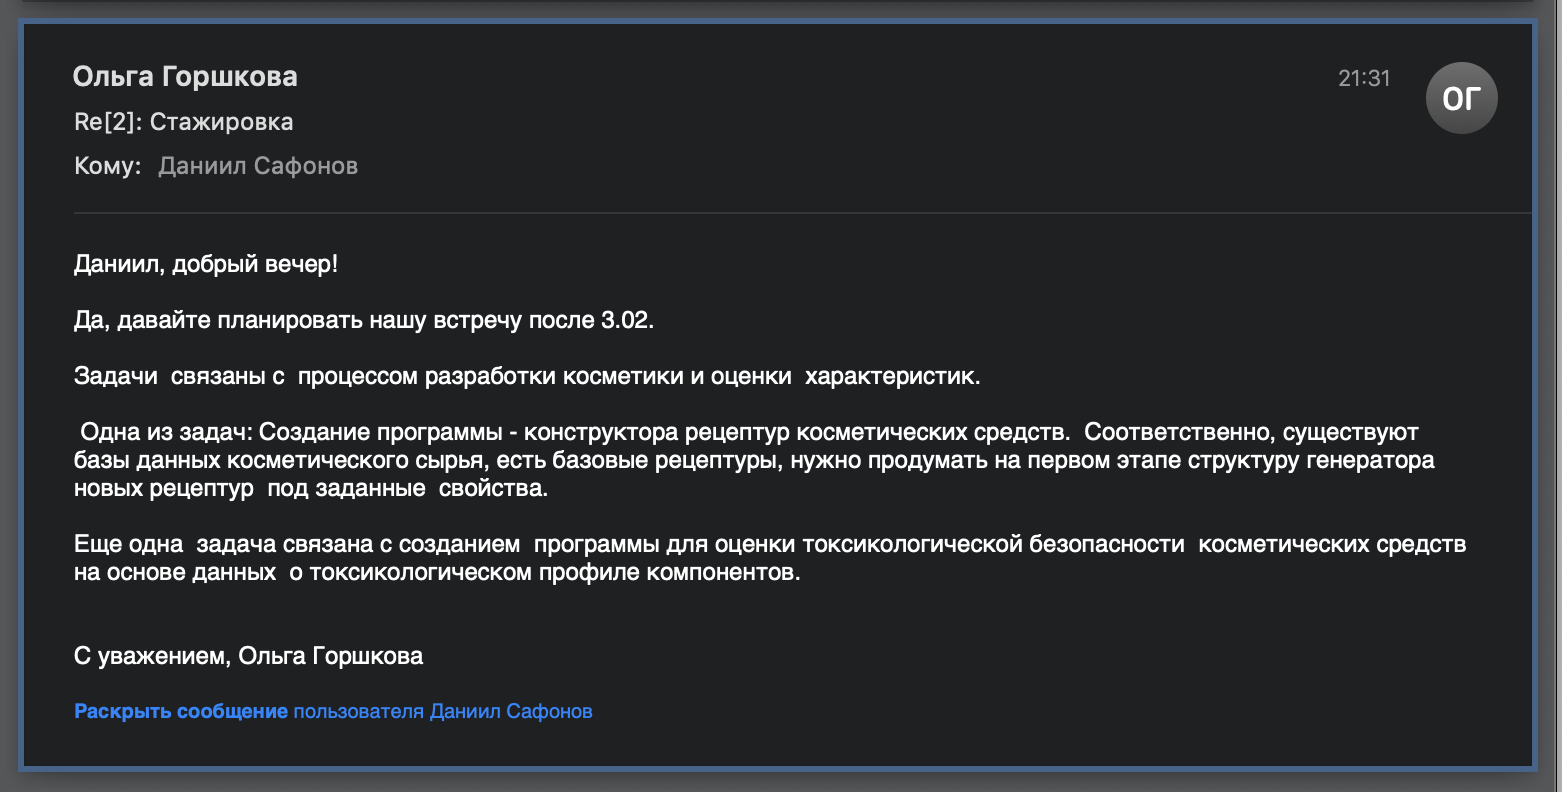 Ольга Горшкова
21:31
ОГ
Re[2]: Стажировка
Кому: Даниил Сафонов
Даниил, добрый вечер!
Да, давайте планировать нашу встречу после 3.02.
Задачи  связаны с  процессом разработки косметики и оценки  характеристик.
Одна из задач: Создание программы - конструктора рецептур косметических средств.  Соответственно, существуют
базы данных косметического сырья, есть базовые рецептуры, нужно продумать на первом этапе структуру генератора
новых рецептур  под заданные  свойства.
Еще одна  задача связана с созданием  программы для оценки токсикологической безопасности  косметических средств
на основе данных  о токсикологическом профиле компонентов.
С уважением, Ольга Горшкова
Раскрыть сообщение пользователя Даниил Сафонов